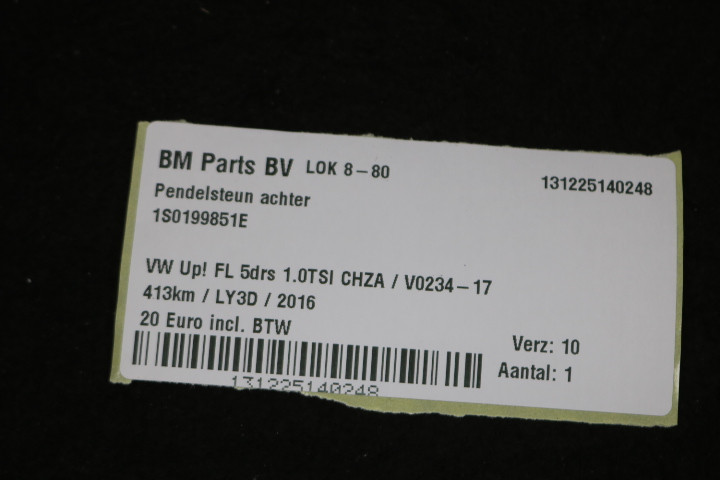 BM Parts BV LOK 8-80
131225140248
Pendelsteun achter
1S0199851E
VW Up! FL 5drs 1.0TSI CHZA / V0234-17
413km / LY3D / 2016
20 Euro incl. BTW
Verz: 10
Aantal: 1
131225140248